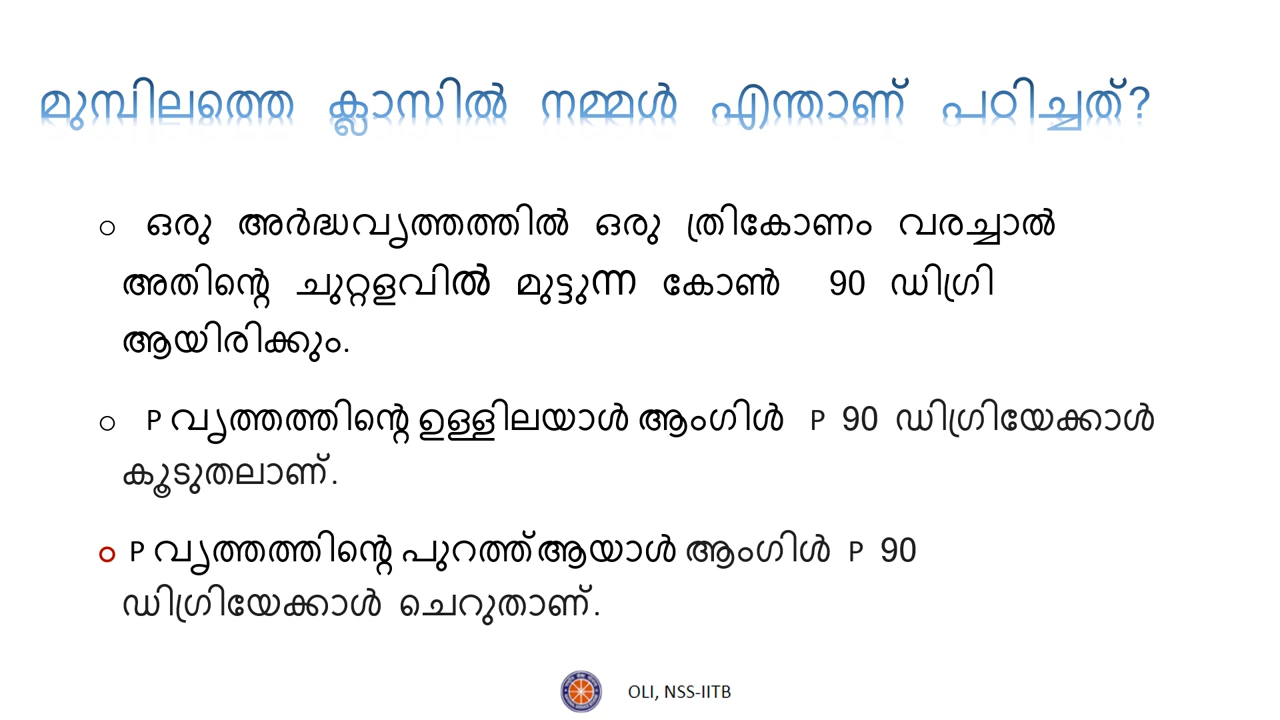 മുമ്പിലത്തെ ക്ലാസിൽ നമ്മൾ എന്താണ് പഠിച്ചത്?
○ ഒരു അർദ്ധവൃത്തത്തിൽ ഒരു ത്രികോണം വരച്ചാൽ
അതിന്റെ ചുറ്റളവിൽ മുട്ടുന്ന കോൺ 90 ഡിഗ്രി
ആയിരിക്കും.
○ P വൃത്തത്തിന്റെ ഉള്ളിലയാൾ ആംഗിൾ P 90 ഡിഗ്രിയേക്കാൾ
കൂടുതലാണ്.
○ P വൃത്തത്തിന്റെ പുറത്ത്ആയാൾ ആംഗിൾ P 90
ഡിഗ്രിയേക്കാൾ ചെറുതാണ്.
OLI, NSS-IITB